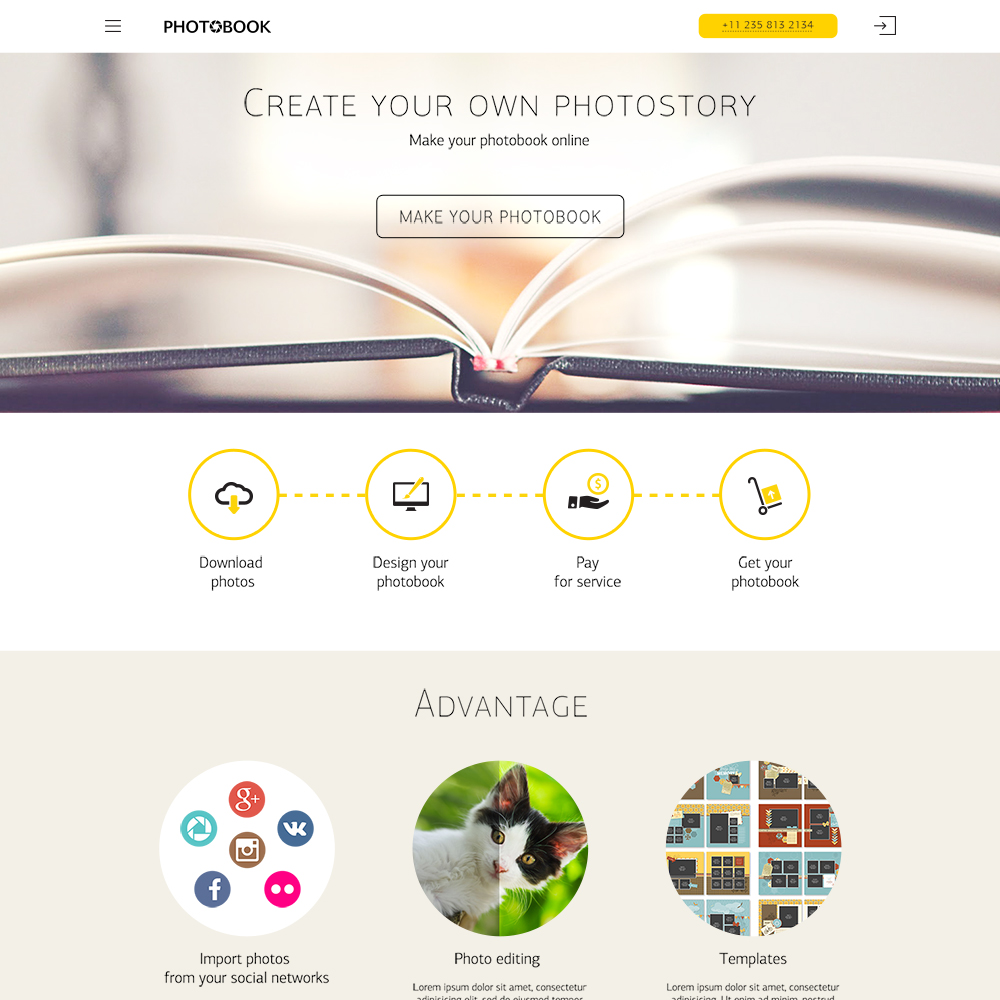 PHOTOBOOK
+11 235 813 2134
Create your own photostory
Make your photobook online
MAKE YOUR PHOTOBOOK
Download
photos
Design your
photobook
Pay
for service
Get your
photobook
Advantage
Import photos
from your social networks
Photo editing
Lorem ipsum dolor sit amet, consectetur
adipisicing elit, sed do eiusmod tempor
Templates
Lorem ipsum dolor sit amet, consectetur
adipisicing. Ut enim ad minim, nostrud